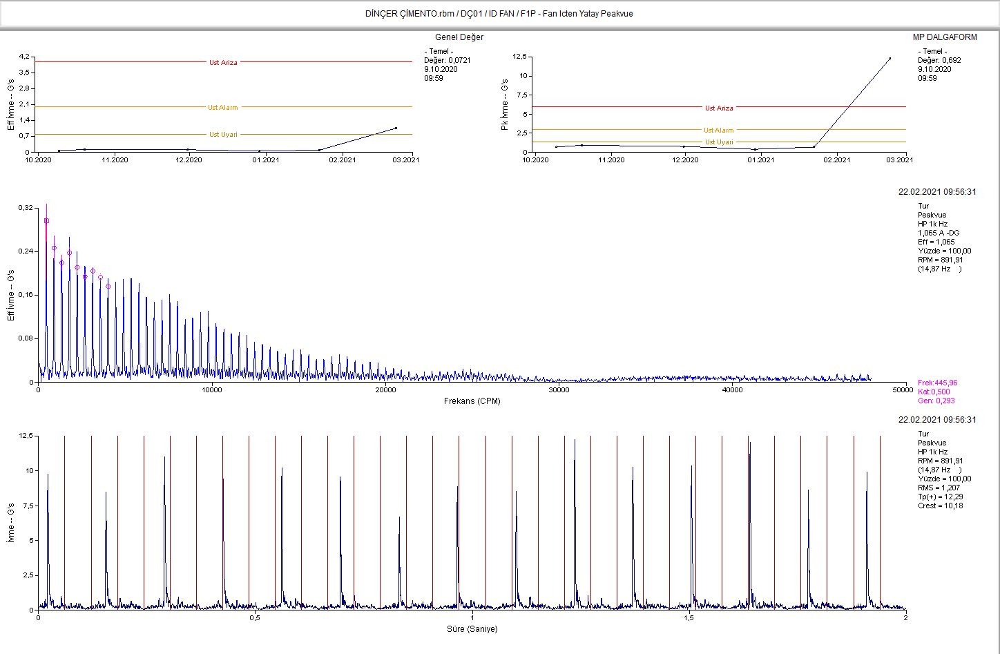 DİNÇER ÇİMENTO.rbm / DÇ01 / ID FAN / F1P - Fan Icten Yatay Peakvue
Genel Değer
MP DALGAFORM
4,2
3,5
2,8
2,1
1,4
0,7
0
Eff İvme -- G's
Ust Ariza
Ust Alarm
Ust Uyari
10.2020
11.2020
12.2020
01.2021
02.2021
03.2021
- Temel -
Değer: 0,0721
9.10.2020
09:59
12,5
10
7,5
5
2,5
0
Pk İvme -- G's
Ust Ariza
Ust Alarm
Ust Uyari
10.2020
11.2020
12.2020
01.2021
02.2021
03.2021
- Temel -
Değer: 0,692
9.10.2020
09:59
22.02.2021 09:56:31
0,32
0,24
0,16
0,08
0
Eff İvme -- G's
0
10000
20000
30000
40000
50000
Frekans (CPM)
Tur
Peakvue
HP 1k Hz
1,065 A -DG
Eff = 1,065
Yüzde = 100,00
RPM = 891,91
(14,87 Hz )
Frek:445,96
Kat:0,500
Gen: 0,293
22.02.2021 09:56:31
12,5
10
7,5
5
2,5
0
İvme -- G's
0
0,5
1
1,5
2
Süre (Saniye)
Tur
Peakvue
HP 1k Hz
RPM = 891,91
(14,87 Hz )
Yüzde = 100,00
RMS = 1,207
Tp(+) = 12,29
Crest = 10,18